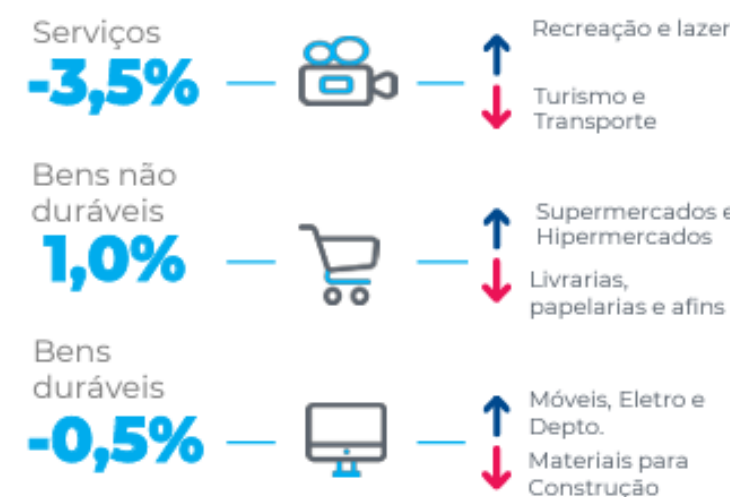 Serviços
-3,5%
Recreação e lazer
Turismo e
Transporte
Bens não
duráveis
1,0%
Supermercados e
Hipermercados
Livrarias,
papelarias e afins
Bens
duráveis
-0,5%
Móveis, Eletro e
Depto.
Materiais para
Construção